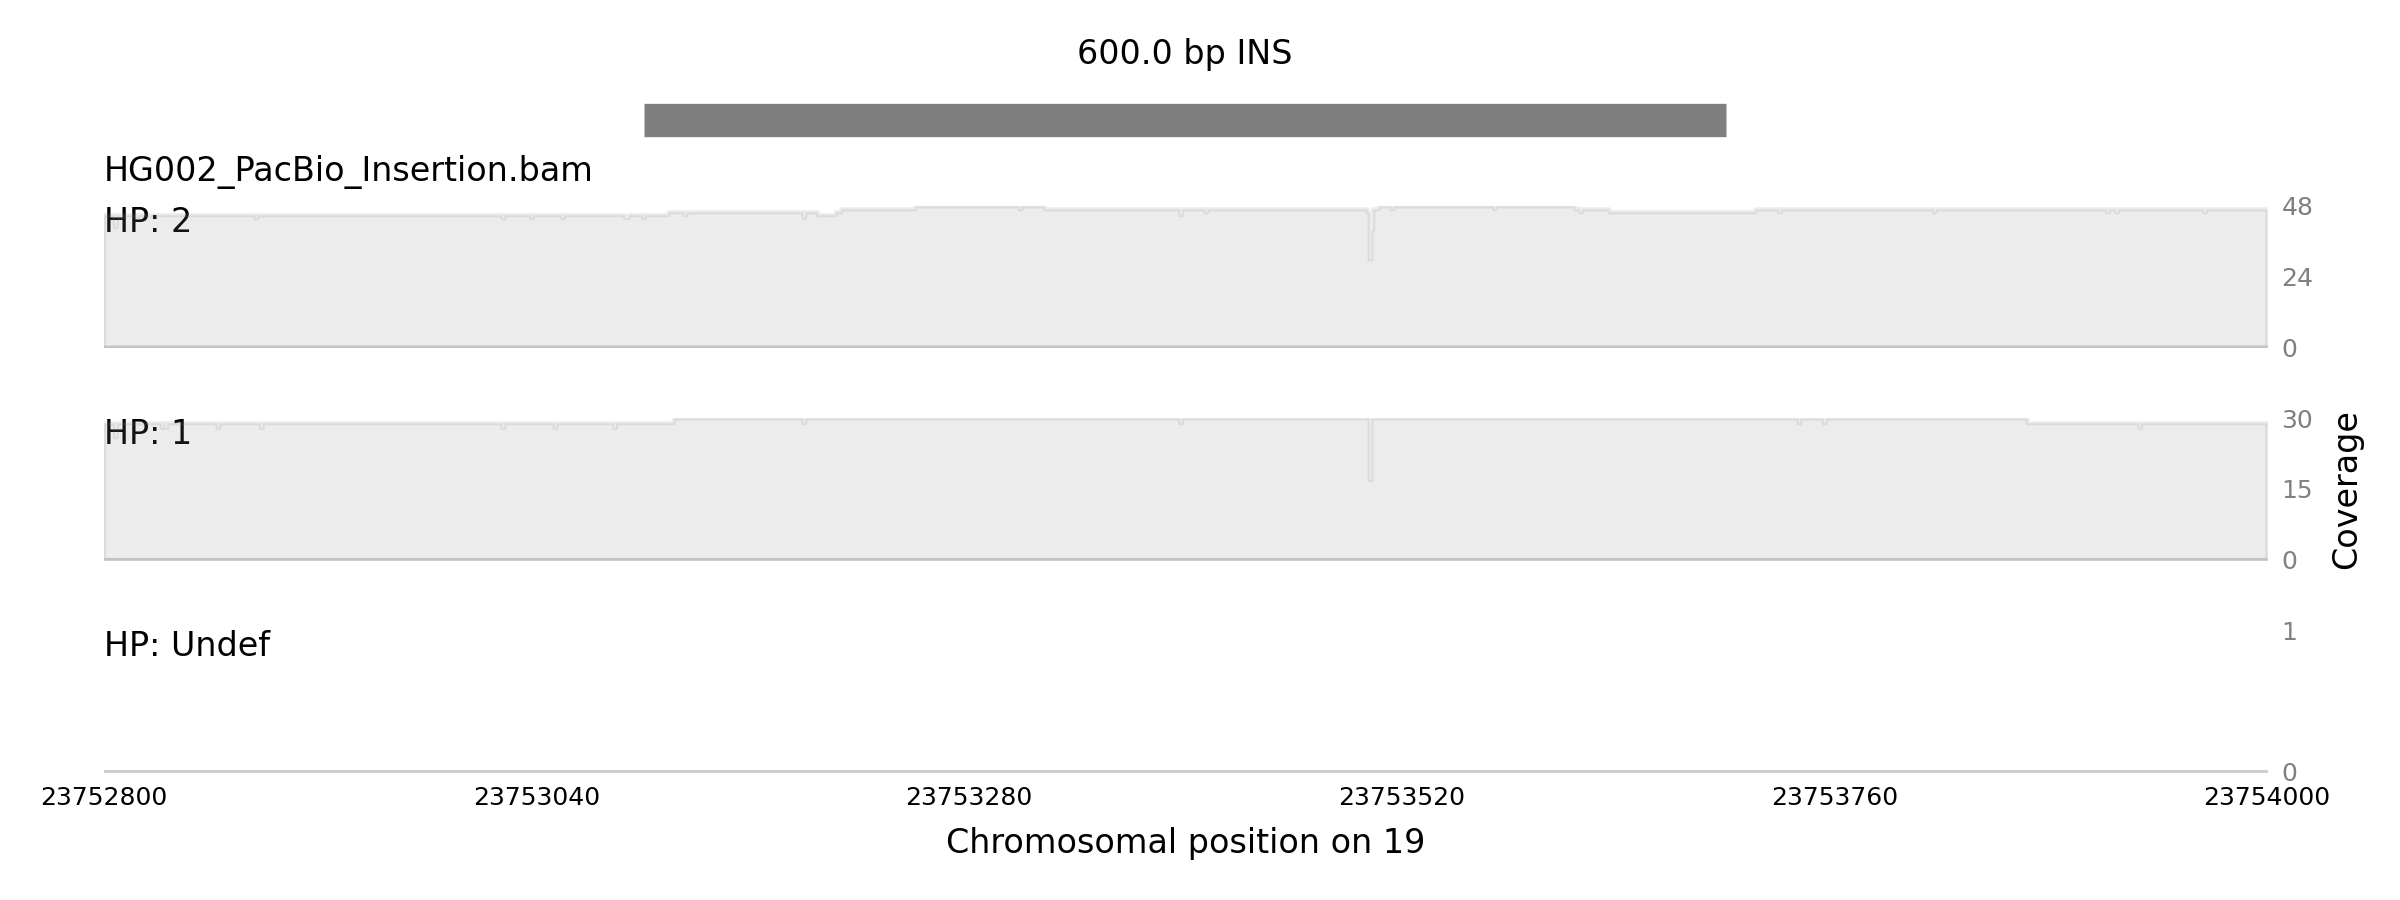 600.0 bp INS
HG002_PacBio_Insertion.bam
HP: 2
48
24
0
HP: 1
30
15
0
Coverage
HP: Undef
1
0
23752800 23753040 23753280 23753520 23753760 23754000
Chromosomal position on 19